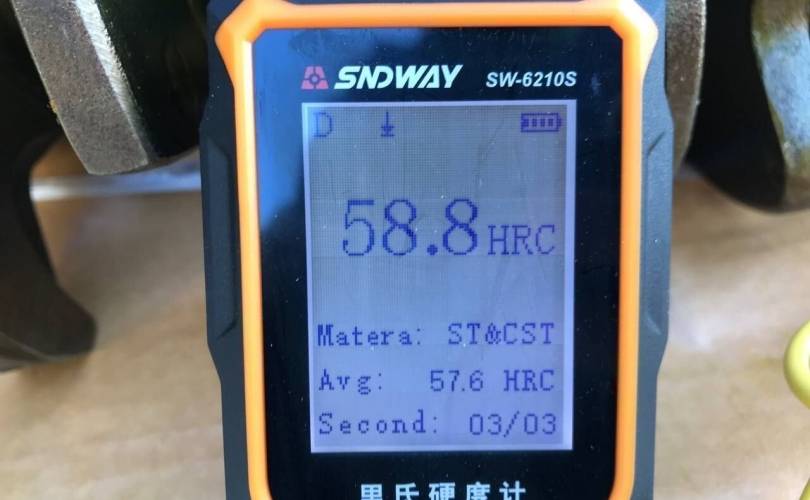 SNDWAY SW-6210S
D
58.8 HRC
Matera: ST&CST
Avg: 57.6 HRC
Second: 03/03
里氏硬度计